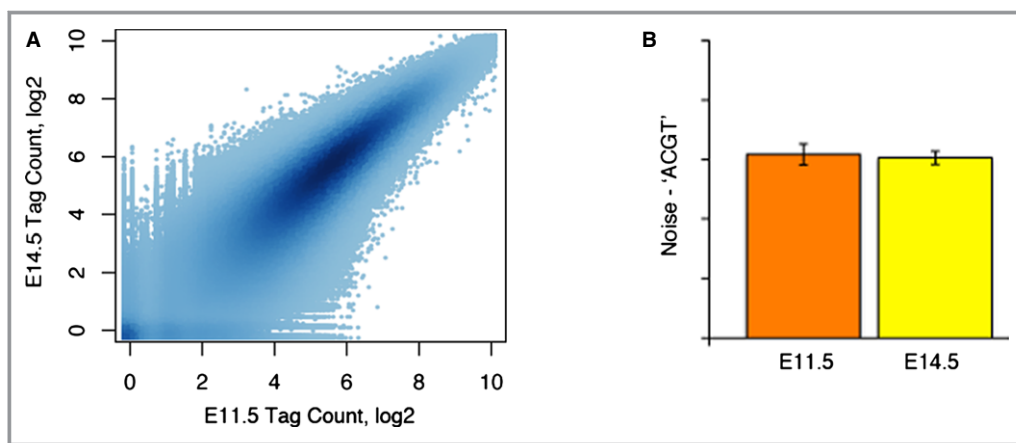 A
10
8
6
4
2
0
E14.5 Tag Count, log2
0 2 4 6 8 10
E11.5 Tag Count, log2
B
Noise - ‘ACGT’
E11.5 E14.5